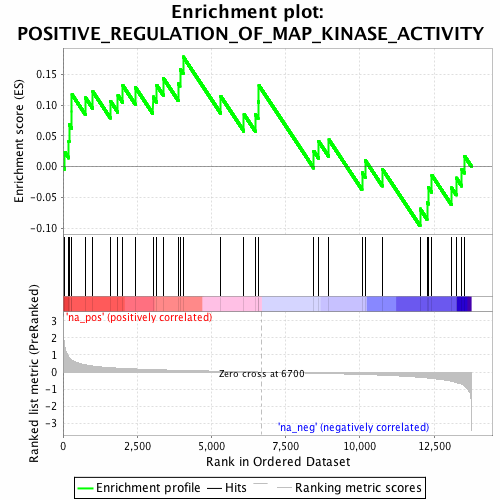 Enrichment plot:
POSITIVE_REGULATION_OF_MAP_KINASE_ACTIVITY
Enrichment score (ES)
0.15
0.10
0.05
0.00
-0.05
-0.10
Ranked list metric (PreRanked)
3
2
1
0
-1
-2
-3
'na_pos' (positively correlated)
Zero cross at 6700
'na_neg' (negatively correlated)
0
2,500
5,000
7,500
10,000
12,500
Rank in Ordered Dataset
Enrichment profile
Hits
Ranking metric scores